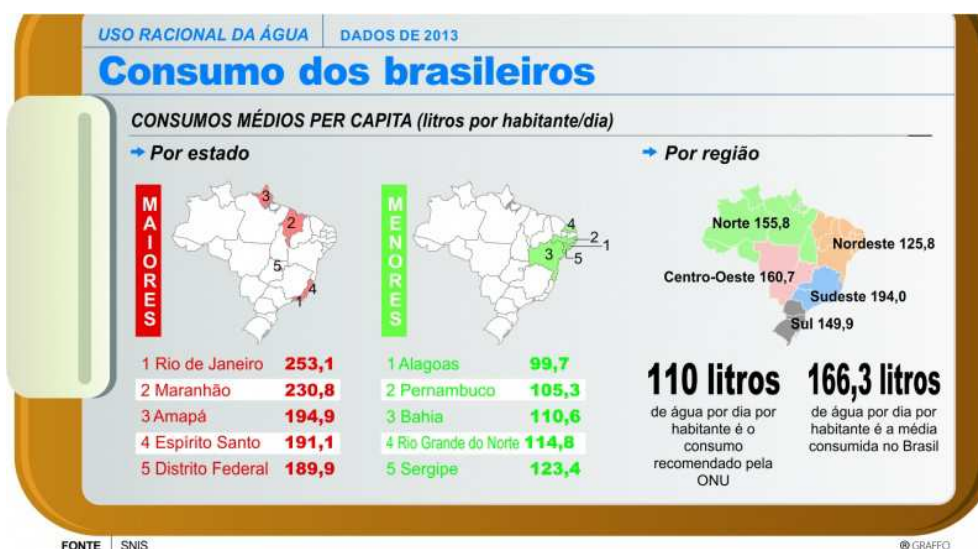 USO RACIONAL DA ÁGUA DADOS DE 2013
Consumo dos brasileiros
CONSUMOS MÉDIOS PER CAPITA (litros por habitante/dia)
Por estado
MAIORES
3
2
5
4
1
1 Rio de Janeiro 253,1
2 Maranhão 230,8
3 Amapá 194,9
4 Espírito Santo 191,1
5 Distrito Federal 189,9
MENORES
4
2
1
3
5
1 Alagoas 99,7
2 Pernambuco 105,3
3 Bahia 110,6
4 Rio Grande do Norte 114,8
5 Sergipe 123,4
Por região
Norte 155,8
Nordeste 125,8
Centro-Oeste 160,7
Sudeste 194,0
Sul 149,9
110 litros
de água por dia por
habitante é o
consumo
recomendado pela
ONU
166,3 litros
de água por dia por
habitante é a média
consumida no Brasil
FONTE SNIS
® GRAFFO